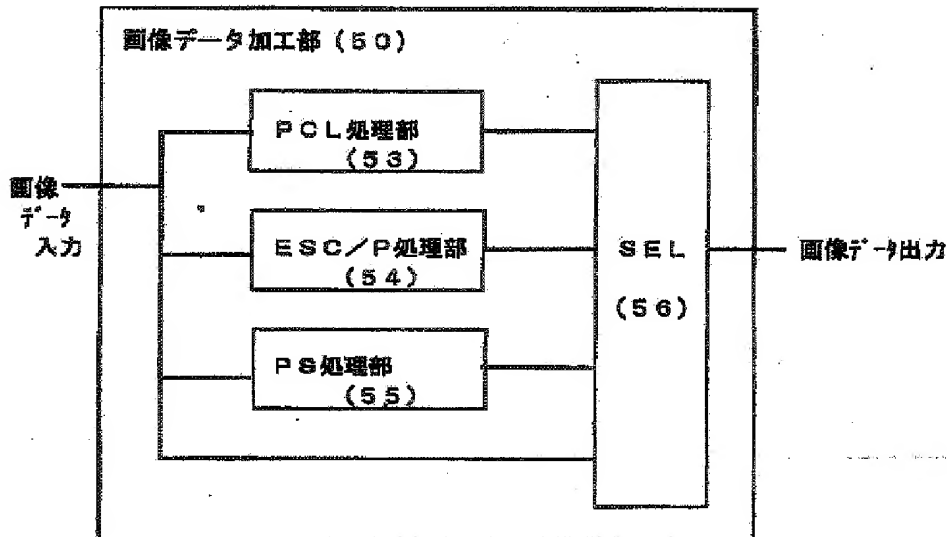 画像データ加工部(50)
PCL処理部
(53)
画像
データ
入力
ESC/P処理部
(54)
SEL
(56)
画像データ出力
PS処理部
(55)